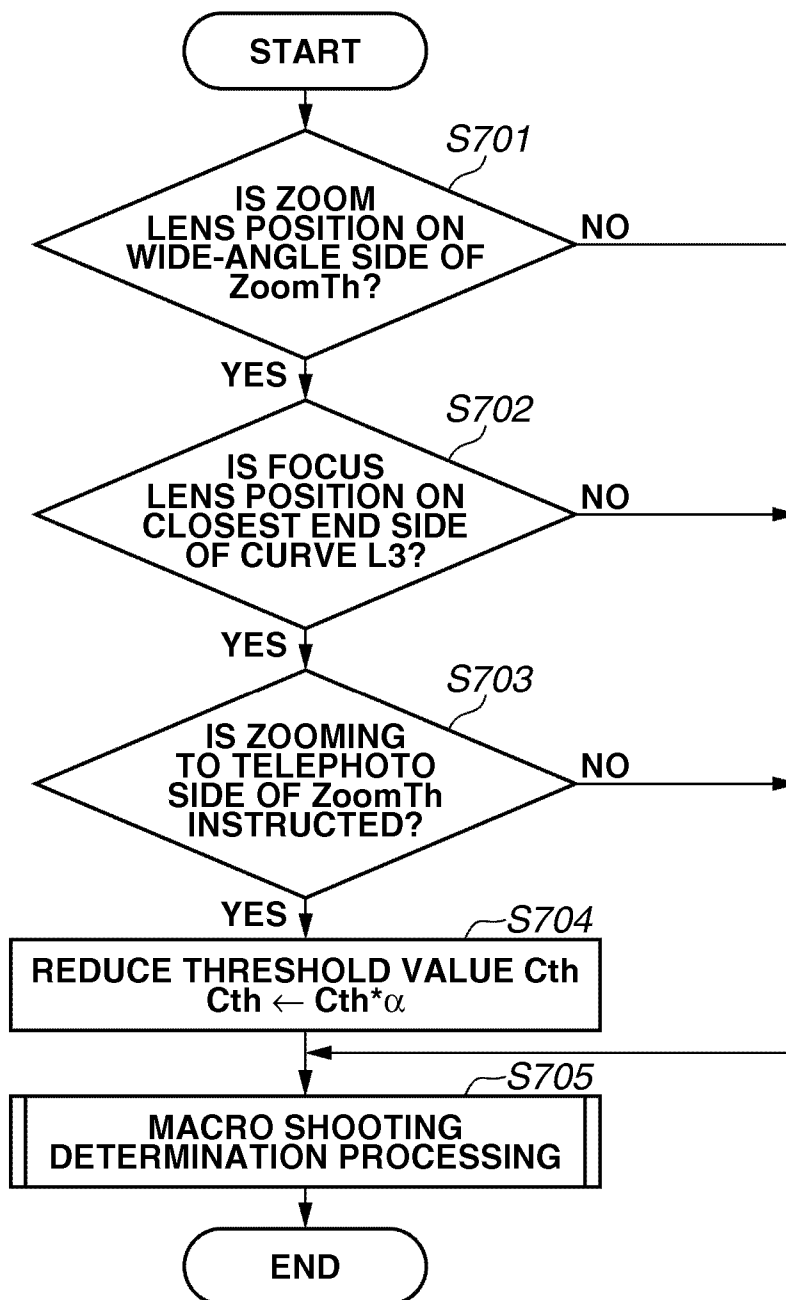 START
S701
IS ZOOM
LENS POSITION ON
WIDE-ANGLE SIDE OF
ZoomTh?
NO
YES
S702
IS FOCUS
LENS POSITION ON
CLOSEST END SIDE
OF CURVE L3?
NO
YES
S703
IS ZOOMING
TO TELEPHOTO
SIDE OF ZoomTh
INSTRUCTED?
NO
YES
S704
REDUCE THRESHOLD VALUE Cth
Cth ← Cth*α
S705
MACRO SHOOTING
DETERMINATION PROCESSING
END